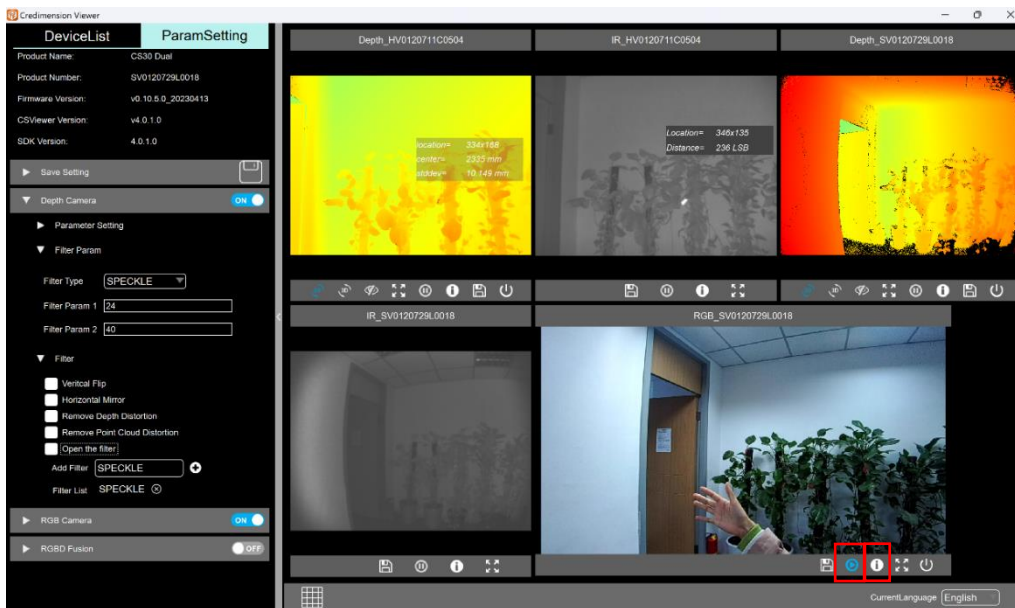 Credimension Viewer
DeviceList ParamSetting
Product Name: CS30 Dual
Product Number: SV0120729L0018
Firmware Version: v0.10.5.0_20230413
CSViewer Version: v4.0.1.0
SDK Version: 4.0.1.0
Save Setting
Depth Camera ON
Parameter Setting
Filter Param
Filter Type SPECKLE
Filter Param 1 24
Filter Param 2 40
Filter
Veritcal Flip
Horizontal Mirror
Remove Depth Distortion
Remove Point Cloud Distortion
Open the filter
Add Filter SPECKLE
Filter List SPECKLE
RGB Camera ON
RGBD Fusion OFF
Depth_HV0120711C0504
location= 334x188
center= 2335 mm
stddev= 10.149 mm
IR_HV0120711C0504
Location= 346x135
Distance= 236 LSB
Depth_SV0120729L0018
IR_SV0120729L0018
RGB_SV0120729L0018
CurrentLanguage English